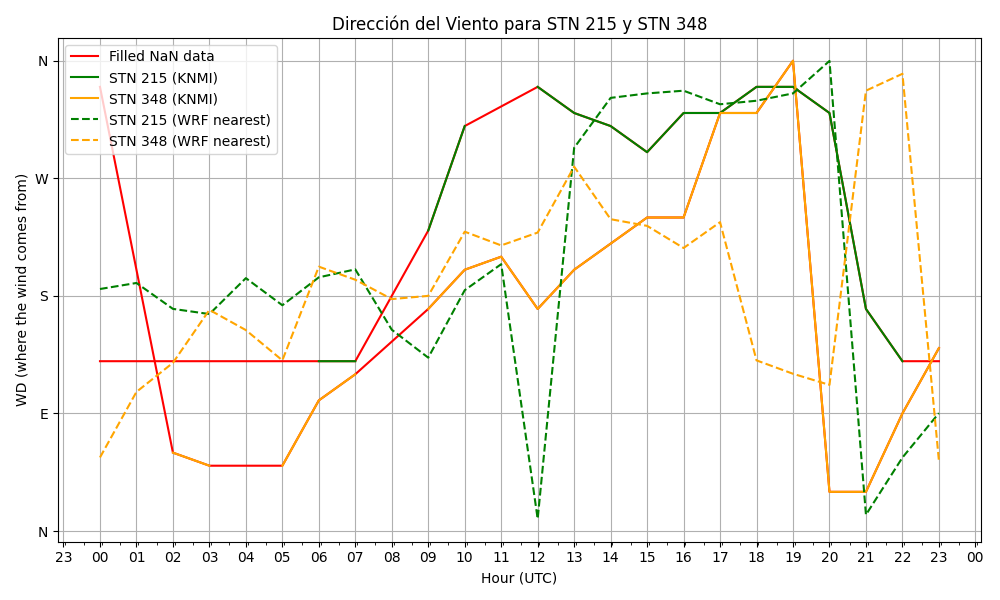 Dirección del Viento para STN 215 y STN 348
Filled NaN data
STN 215 (KNMI)
STN 348 (KNMI)
STN 215 (WRF nearest)
STN 348 (WRF nearest)
WD (where the wind comes from)
N
W
S
E
N
23 00 01 02 03 04 05 06 07 08 09 10 11 12 13 14 15 16 17 18 19 20 21 22 23 00
Hour (UTC)